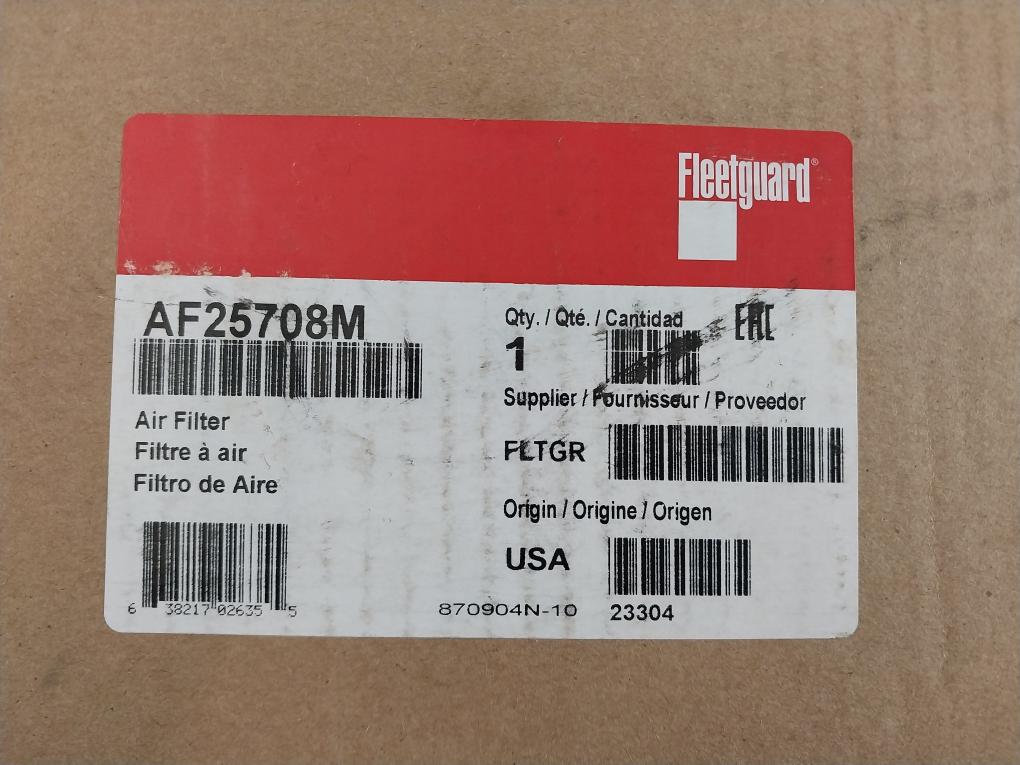 Fleetguard®
AF25708M
Air Filter
Filtre à air
Filtro de Aire
6 38217 02635 5
Qty. / Qté. / Cantidad
1
EAC
Supplier / Fournisseur / Proveedor
FLTGR
Origin / Origine / Origen
USA
870904N-10
23304